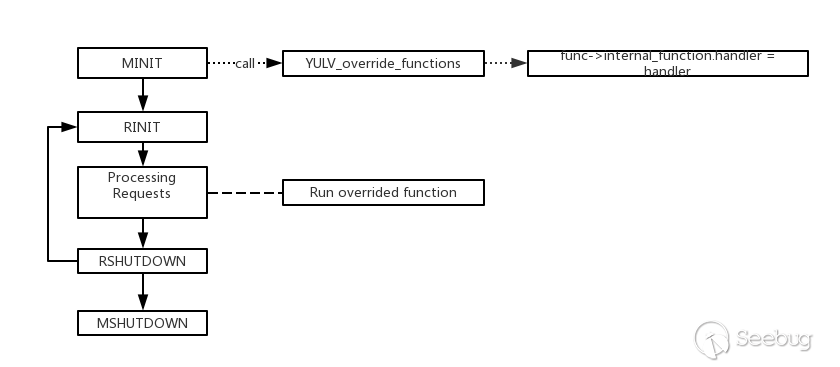 MINIT
call
YULV_override_functions
func->internal_function.handler =
handler
RINIT
Processing
Requests
Run overrided function
RSHUTDOWN
MSHUTDOWN
Seebug